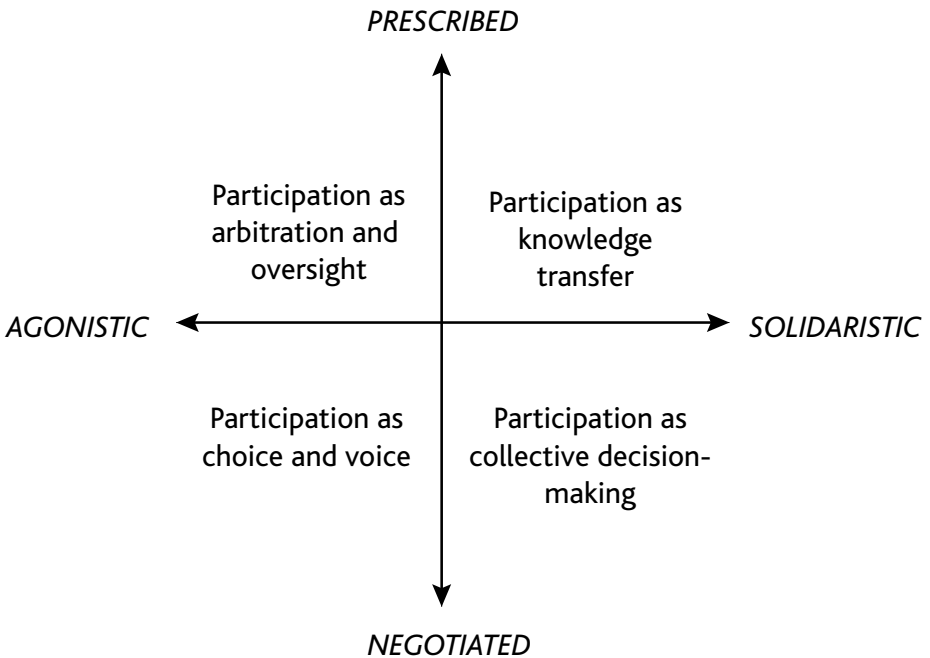 PRESCRIBED
Participation as
arbitration and
oversight
Participation as
knowledge
transfer
AGONISTIC
SOLIDARISTIC
Participation as
choice and voice
Participation as
collective decision-
making
NEGOTIATED